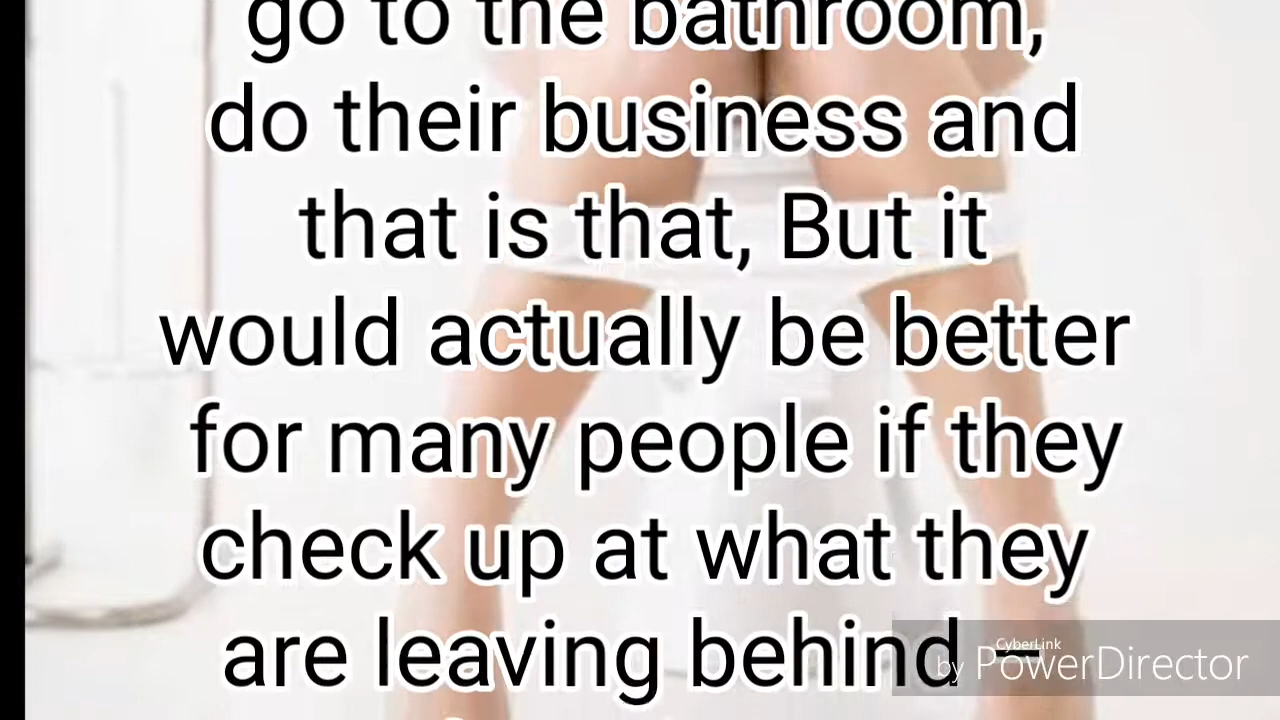 go to the bathroom,
do their business and
that is that, But it
would actually be better
for many people if they
check up at what they
are leaving behind –
CyberLink
by PowerDirector